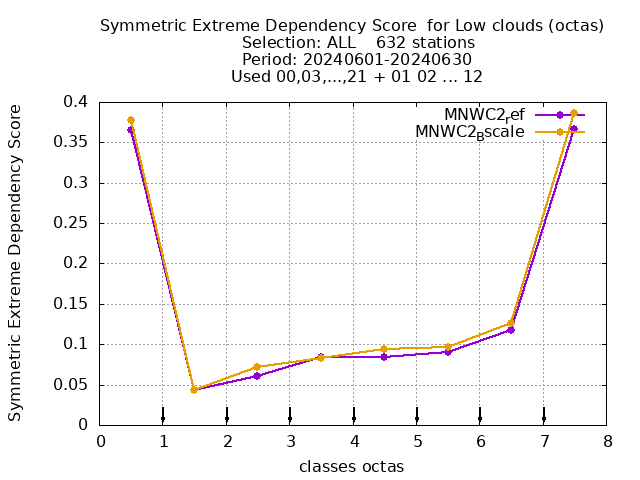 Symmetric Extreme Dependency Score  for Low clouds (octas)
Selection: ALL    632 stations
Period: 20240601-20240630
Used 00,03,...,21 + 01 02 ... 12
MNWC2ref
MNWC2Bscale
Symmetric Extreme Dependency Score
0.4
0.35
0.3
0.25
0.2
0.15
0.1
0.05
0
0 1 2 3 4 5 6 7 8
classes octas